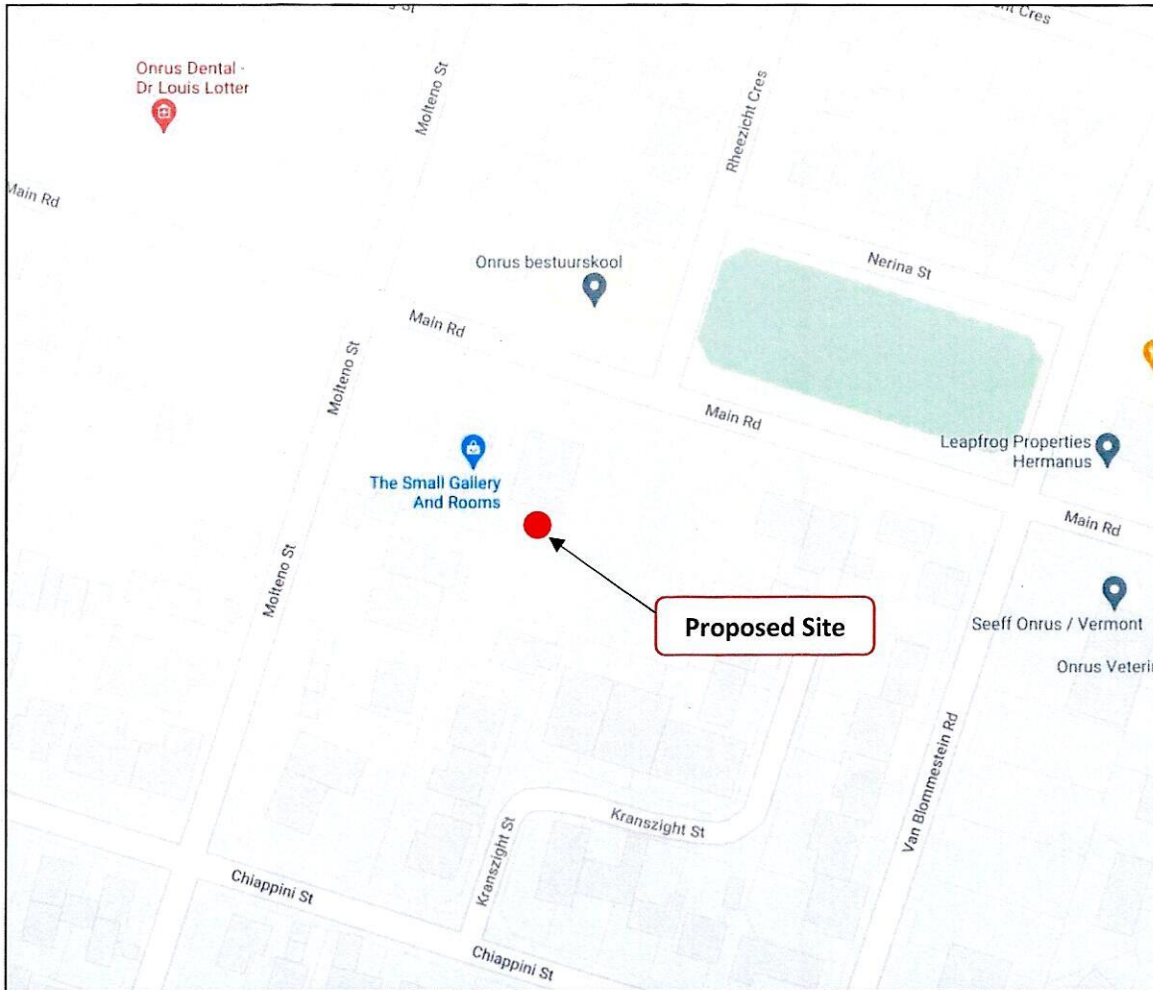 Onrus Dental -
Dr Louis Lotter
Molteno St
Rheezicht Cres
Cres
Main Rd
Onrus bestuurskool
Nerina St
Main Rd
Molteno St
Main Rd
Leapfrog Properties
Hermanus
The Small Gallery
And Rooms
Main Rd
Molteno St
Proposed Site
Seeff Onrus / Vermont
Onrus
Van Blommestein Rd
Kranszight St
Kranszight St
Chiappini St
Chiappini St